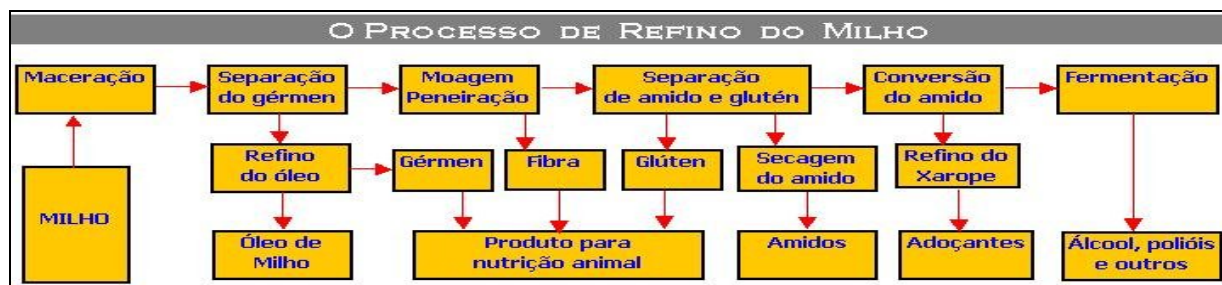 O PROCESSO DE REFINO DO MILHO
Maceração
Separação
do gérmen
Moagem
Peneiração
Separação
de amido e glutén
Conversão
do amido
Fermentação
MILHO
Refino
do óleo
Gérmen
Fibra
Glúten
Secagem
do amido
Refino do
Xarope
Óleo de
Milho
Produto para
nutrição animal
Amidos
Adoçantes
Álcool, polióis
e outros